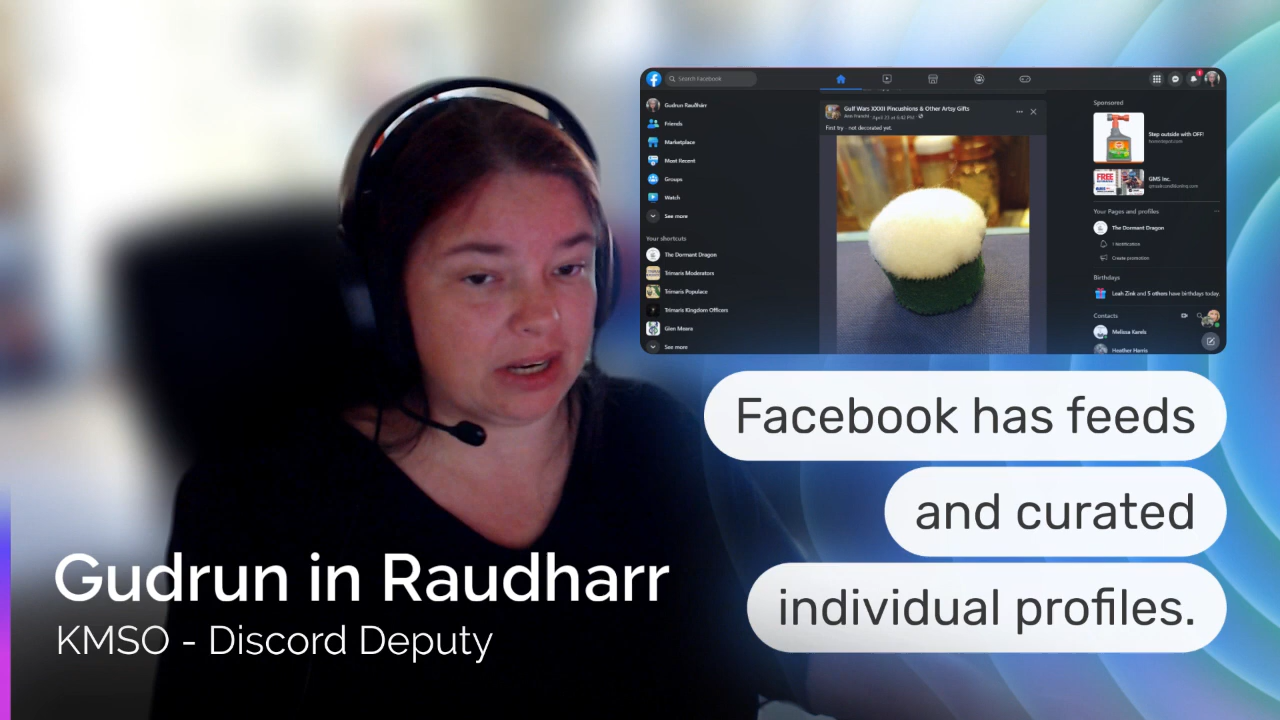 Search Facebook
Gudrun Raudhárr
Friends
Marketplace
Most Recent
Groups
Watch
See more
Your shortcuts
The Dormant Dragon
Trimaris Moderators
Trimaris Populace
Trimaris Kingdom Officers
Glen Meara
See more
Gulf Wars XXXII Pincushions & Other Artsy Gifts
First try - not decorated yet.
Sponsored
Step outside with OFF!
FREE
GMS Inc.
Your Pages and profiles
The Dormant Dragon
1 Notification
Create promotion
Birthdays
Leah Zink and 5 others have birthdays today.
Contacts
Melissa Karels
Heather Harris
Facebook has feeds
and curated
individual profiles.
Gudrun in Raudharr
KMSO - Discord Deputy